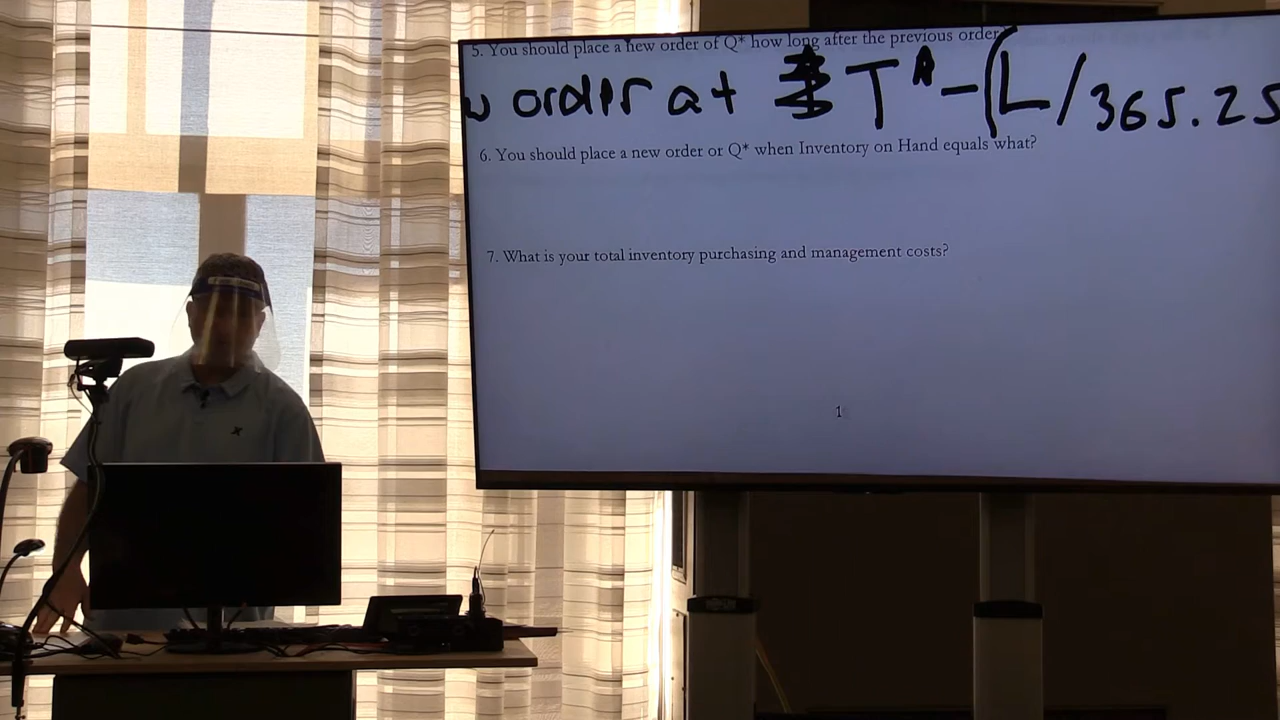 5. You should place a new order of Q* how long after the previous order
w order at T* - (L/365.25
6. You should place a new order or Q* when Inventory on Hand equals what?
7. What is your total inventory purchasing and management costs?
1